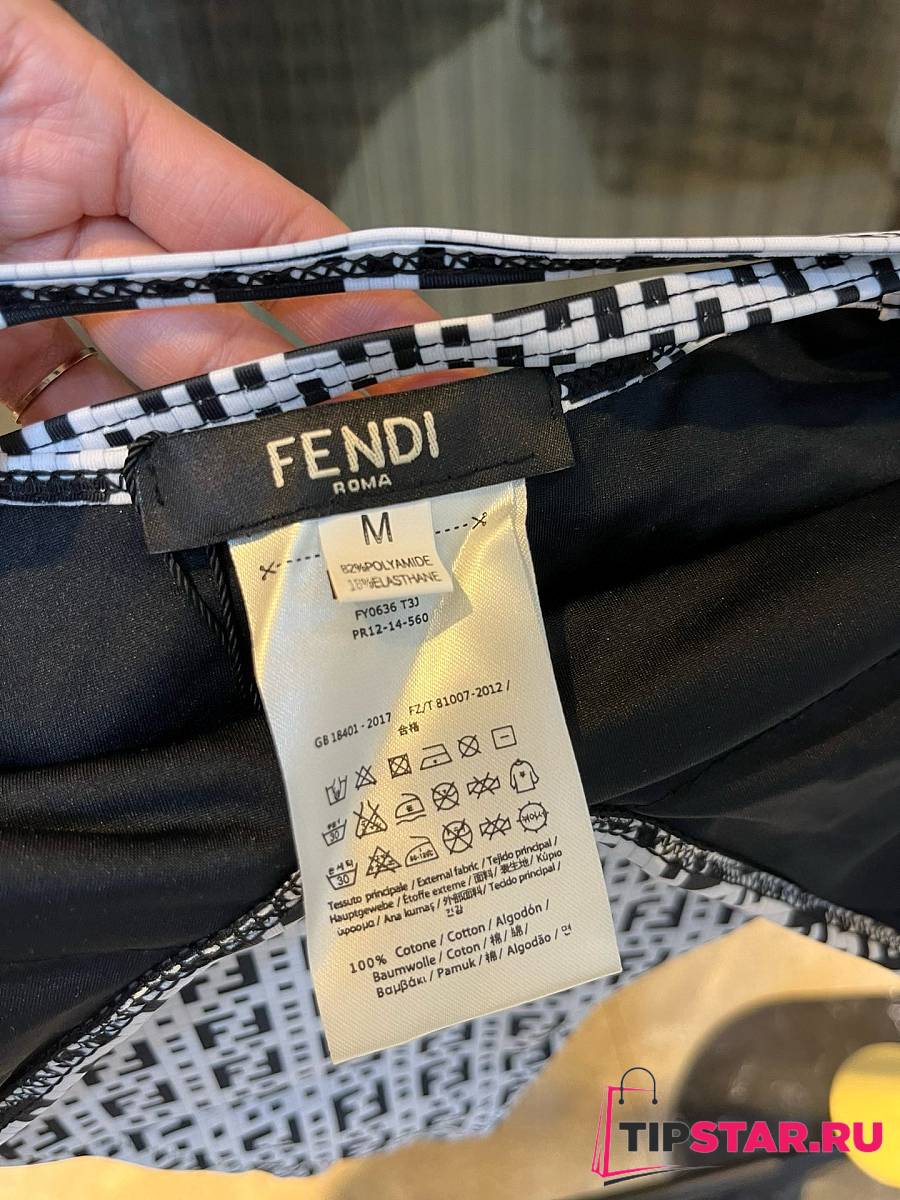 FENDI
ROMA
M
82%POLYAMIDE
18%ELASTHANE
FY0636 T3J
PR12-14-560
GB 18401 - 2017 FZ/T 81007-2012 /
合格
30
30
Tessuto principale / External fabric / Tejido principal /
Hauptgewebe / Étoffe externe / 面料/ 表生地/ Κύριο
ύφασμα / Ana kumaş / 外部面料/ Tecido principal /
겉감
100% Cotone / Cotton / Algodón /
Baumwolle / Coton / 棉/ 綿/
Βαμβάκι / Pamuk / 棉/ Algodão / 면
TIPSTAR.RU